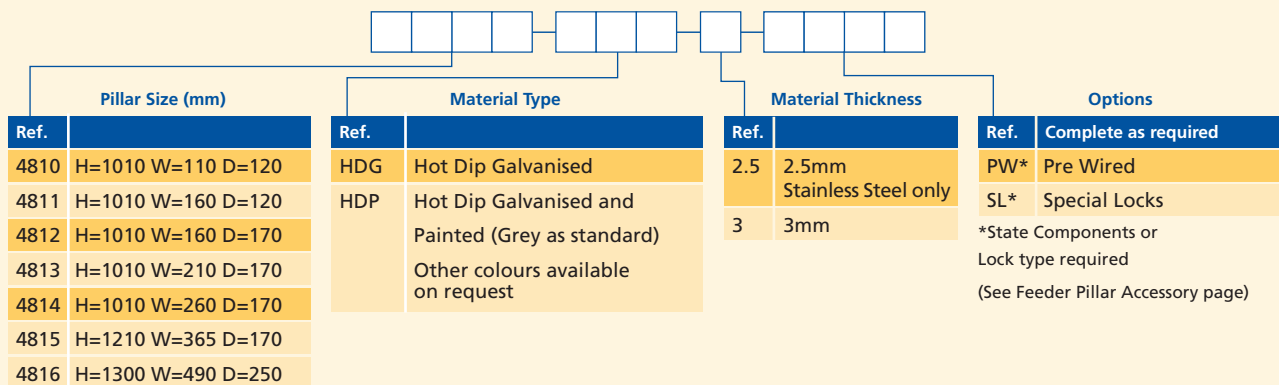 Pillar Size (mm)
Ref.
4810 H=1010 W=110 D=120
4811 H=1010 W=160 D=120
4812 H=1010 W=160 D=170
4813 H=1010 W=210 D=170
4814 H=1010 W=260 D=170
4815 H=1210 W=365 D=170
4816 H=1300 W=490 D=250
Material Type
Ref.
HDG Hot Dip Galvanised
HDP Hot Dip Galvanised and
Painted (Grey as standard)
Other colours available
on request
Material Thickness
Ref.
2.5 2.5mm
Stainless Steel only
3 3mm
Options
Ref. Complete as required
PW* Pre Wired
SL* Special Locks
*State Components or
Lock type required
(See Feeder Pillar Accessory page)